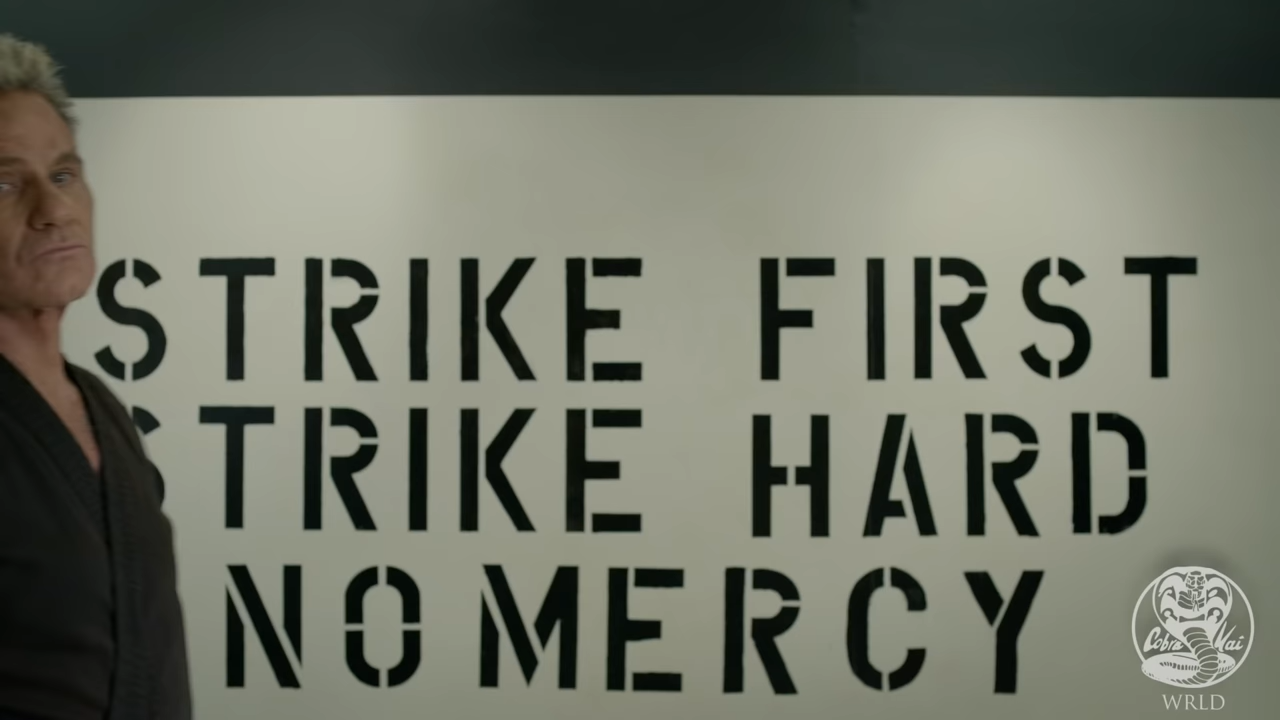 STRIKE FIRST
STRIKE HARD
NO MERCY
Cobra Kai
WRLD